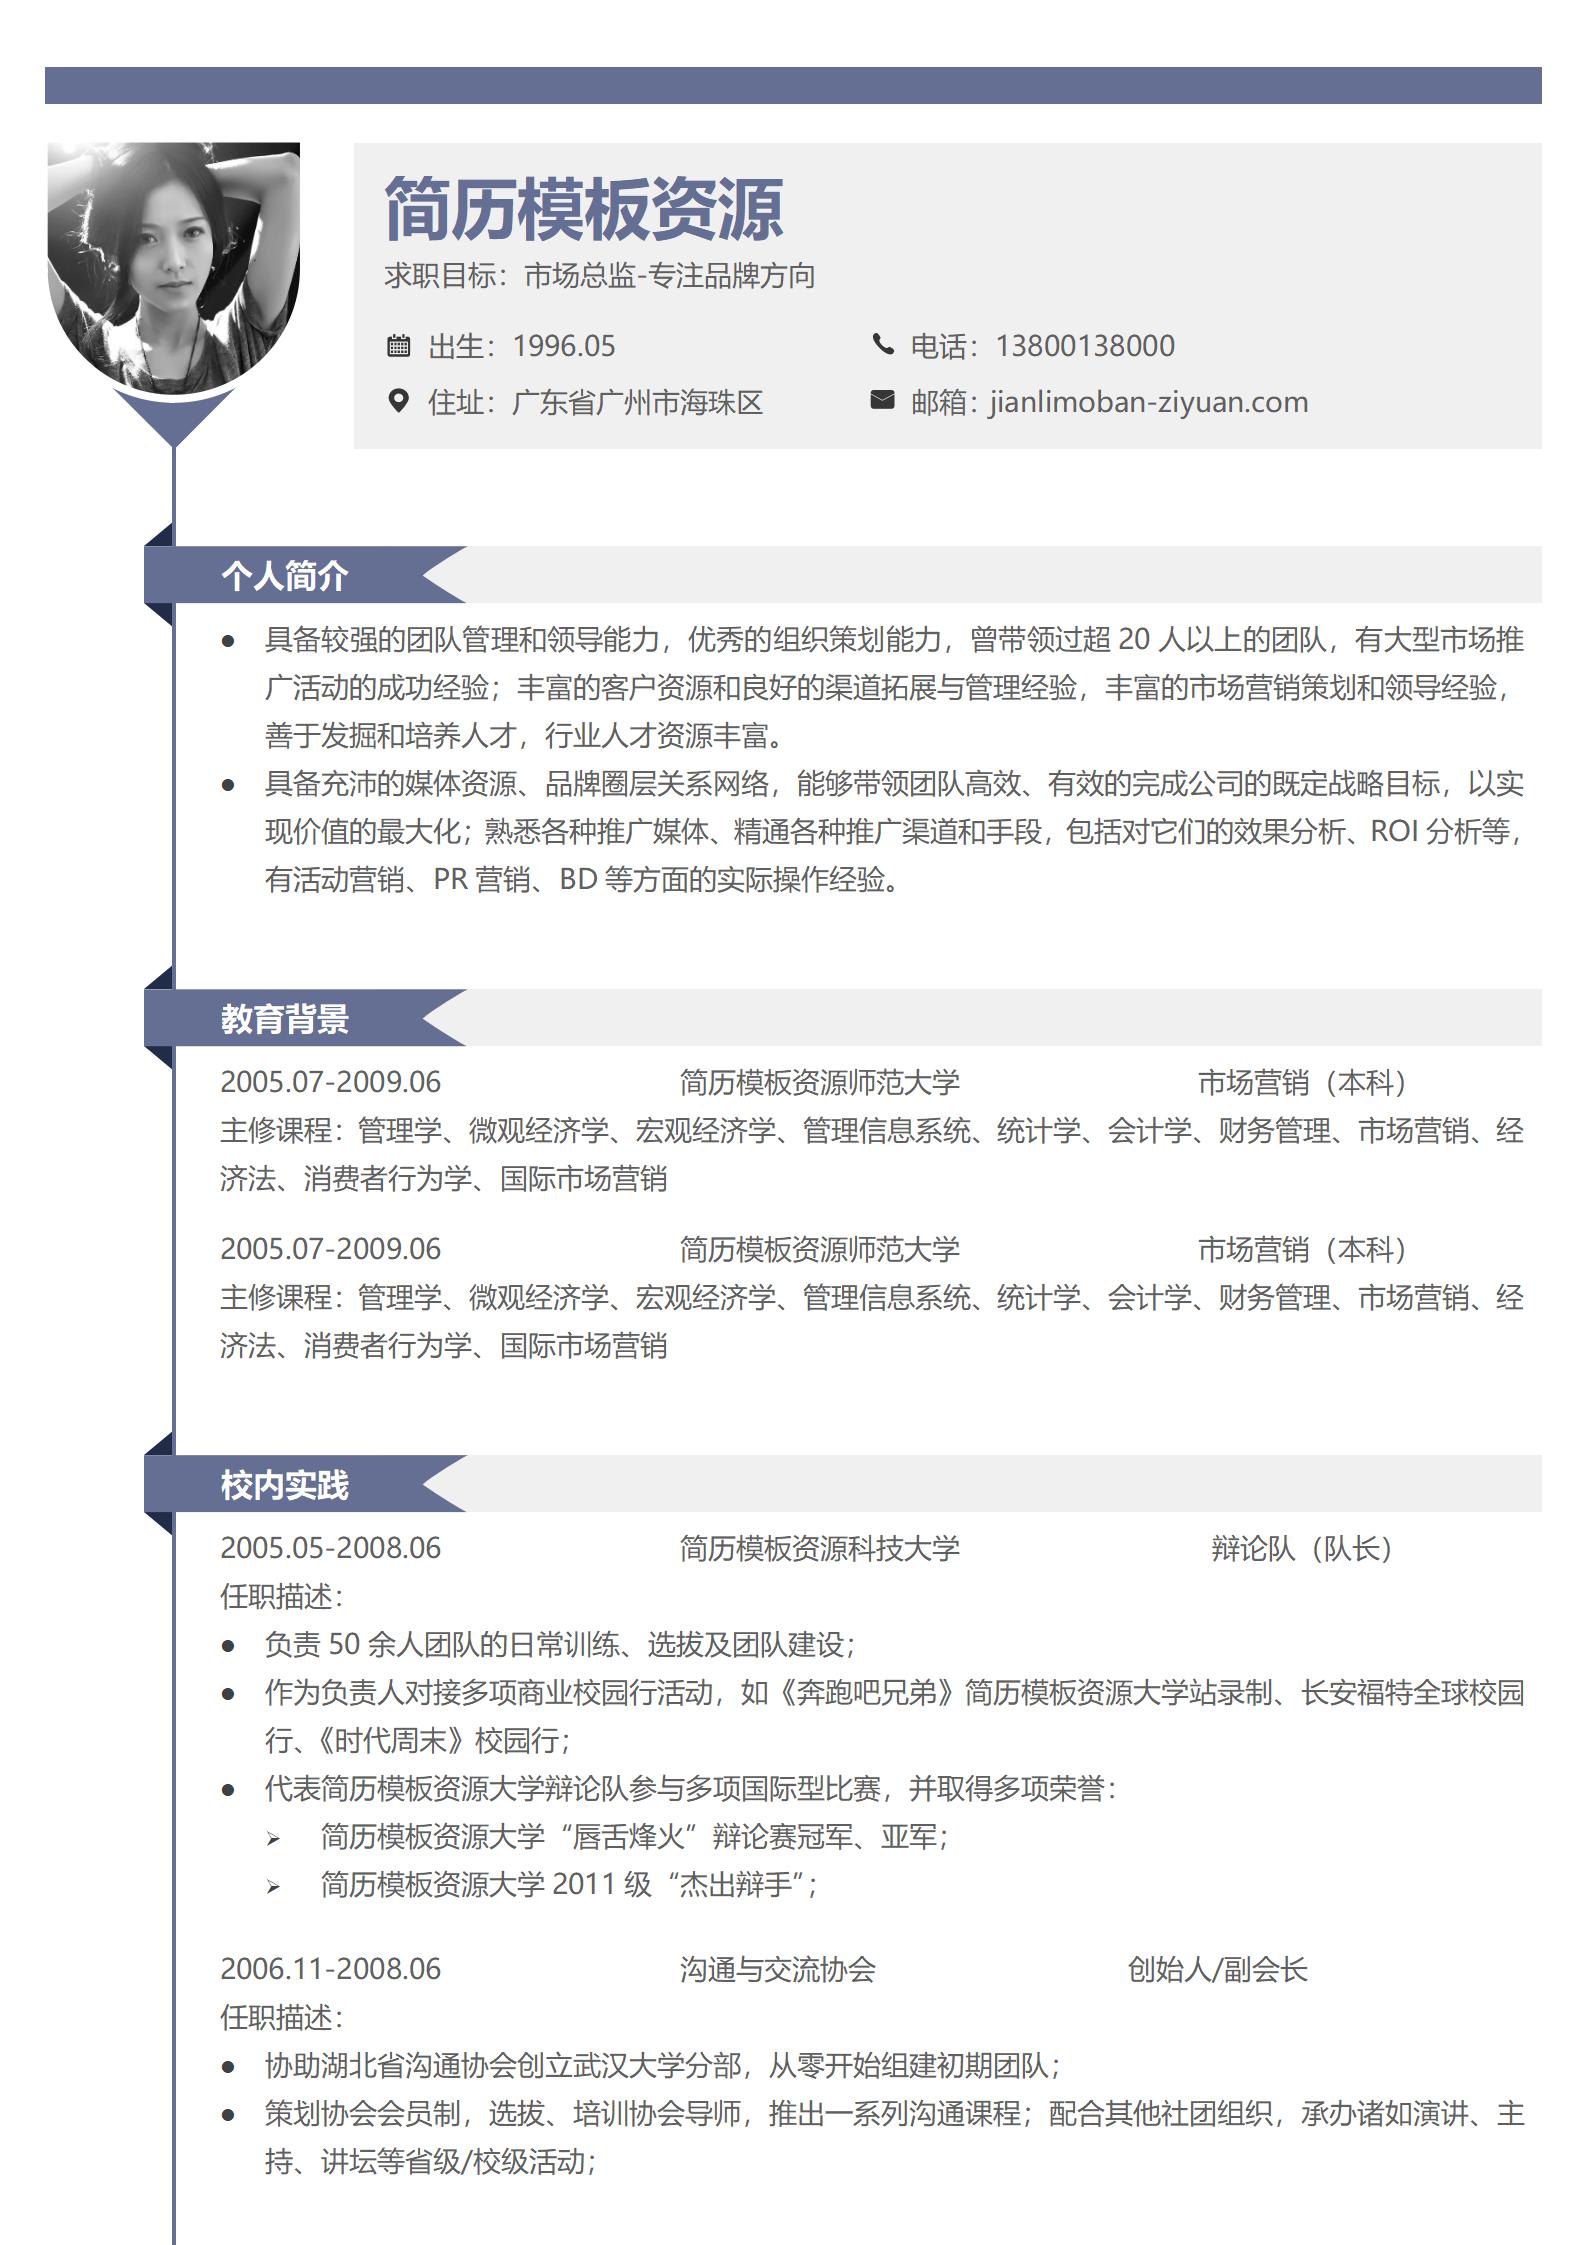 简历模板资源
求职目标：市场总监-专注品牌方向
出生：1996.05
电话：13800138000
住址：广东省广州市海珠区
邮箱：jianlimoban-ziyuan.com
个人简介
● 具备较强的团队管理和领导能力，优秀的组织策划能力，曾带领过超 20 人以上的团队，有大型市场推
广活动的成功经验；丰富的客户资源和良好的渠道拓展与管理经验，丰富的市场营销策划和领导经验，
善于发掘和培养人才，行业人才资源丰富。
● 具备充沛的媒体资源、品牌圈层关系网络，能够带领团队高效、有效的完成公司的既定战略目标，以实
现价值的最大化；熟悉各种推广媒体、精通各种推广渠道和手段，包括对它们的效果分析、ROI 分析等，
有活动营销、PR 营销、BD 等方面的实际操作经验。
教育背景
2005.07-2009.06 简历模板资源师范大学 市场营销（本科）
主修课程：管理学、微观经济学、宏观经济学、管理信息系统、统计学、会计学、财务管理、市场营销、经
济法、消费者行为学、国际市场营销
2005.07-2009.06 简历模板资源师范大学 市场营销（本科）
主修课程：管理学、微观经济学、宏观经济学、管理信息系统、统计学、会计学、财务管理、市场营销、经
济法、消费者行为学、国际市场营销
校内实践
2005.05-2008.06 简历模板资源科技大学 辩论队（队长）
任职描述：
● 负责 50 余人团队的日常训练、选拔及团队建设；
● 作为负责人对接多项商业校园行活动，如《奔跑吧兄弟》简历模板资源大学站录制、长安福特全球校园
行、《时代周末》校园行；
● 代表简历模板资源大学辩论队参与多项国际型比赛，并取得多项荣誉：
➢ 简历模板资源大学“唇舌烽火”辩论赛冠军、亚军；
➢ 简历模板资源大学 2011 级“杰出辩手”；
2006.11-2008.06 沟通与交流协会 创始人/副会长
任职描述：
● 协助湖北省沟通协会创立武汉大学分部，从零开始组建初期团队；
● 策划协会会员制，选拔、培训协会导师，推出一系列沟通课程；配合其他社团组织，承办诸如演讲、主
持、讲坛等省级/校级活动；